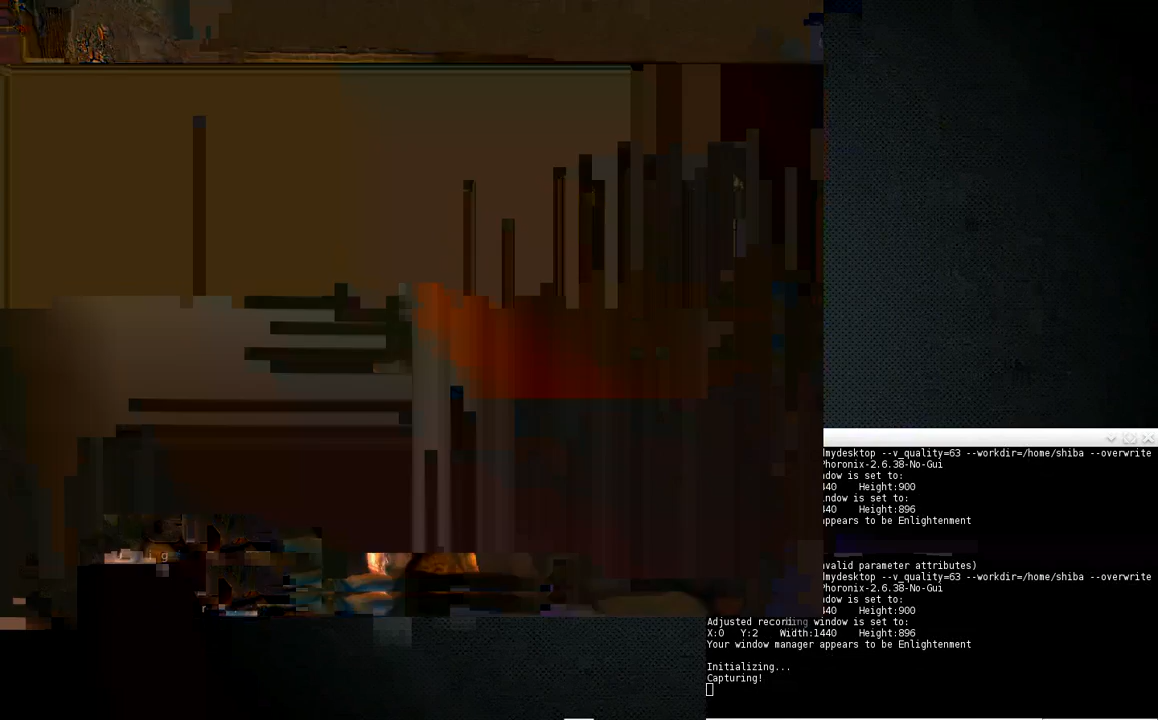 mydesktop --v_quality=63 --workdir=/home/shiba --overwrite
Phoronix-2.6.38-No-Gui
ndow is set to:
440 Height:900
indow is set to:
440 Height:896
appears to be Enlightenment
nvalid parameter attributes)
mydesktop --v_quality=63 --workdir=/home/shiba --overwrite
Phoronix-2.6.38-No-Gui
ndow is set to:
440 Height:900
Adjusted recording window is set to:
X:0 Y:2 Width:1440 Height:896
Your window manager appears to be Enlightenment
Initializing...
Capturing!